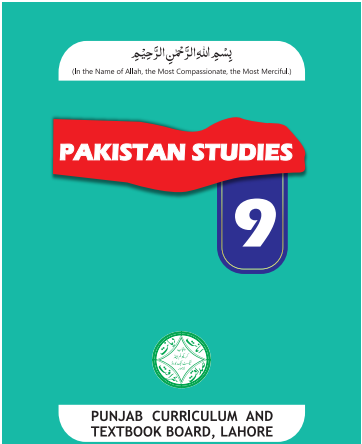 بِسْمِ اللهِ الرَّحْمٰنِ الرَّحِيْمِ
(In the Name of Allah, the Most Compassionate, the Most Merciful.)
PAKISTAN STUDIES
9
PUNJAB CURRICULUM AND
TEXTBOOK BOARD, LAHORE